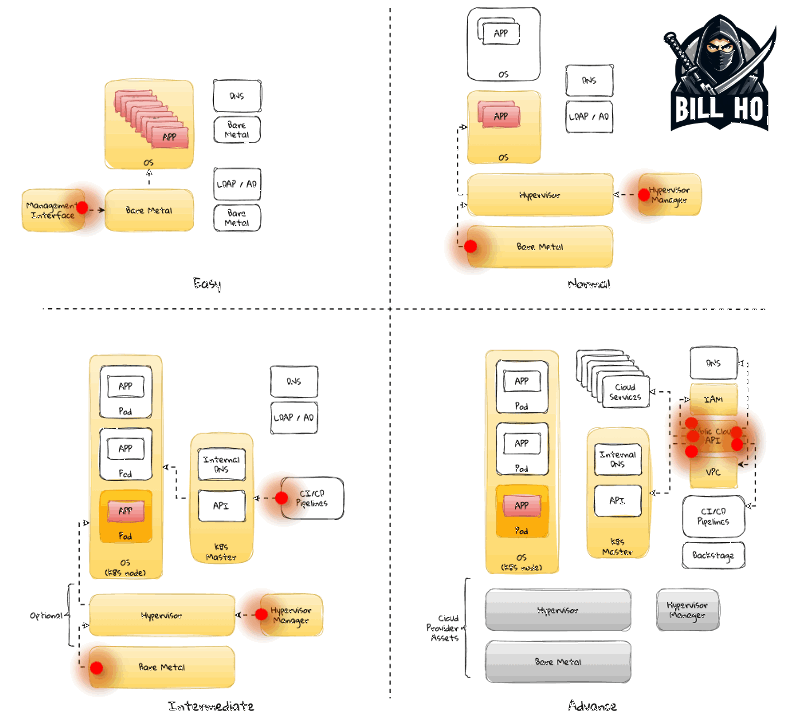 APP
OS
DNS
Bare
Metal
LDAP / AD
Bare
Metal
Management
Interface
Bare Metal
Easy
APP
OS
APP
OS
DNS
LDAP / AD
BILL HO
Hypervisor
Hypervisor
Manager
Bare Metal
Normal
APP
Pod
APP
Pod
APP
Pod
OS
(K8S node)
DNS
LDAP / AD
Internal
DNS
API
K8S
Master
CI/CD
Pipelines
Optional
Hypervisor
Hypervisor
Manager
Bare Metal
Intermediate
APP
Pod
APP
Pod
APP
Pod
OS
(K8S node)
Cloud
Services
DNS
IAM
Public Cloud
API
VPC
Internal
DNS
API
K8S
Master
CI/CD
Pipelines
Backstage
Cloud
Provider
Assets
Hypervisor
Hypervisor
Manager
Bare Metal
Advance